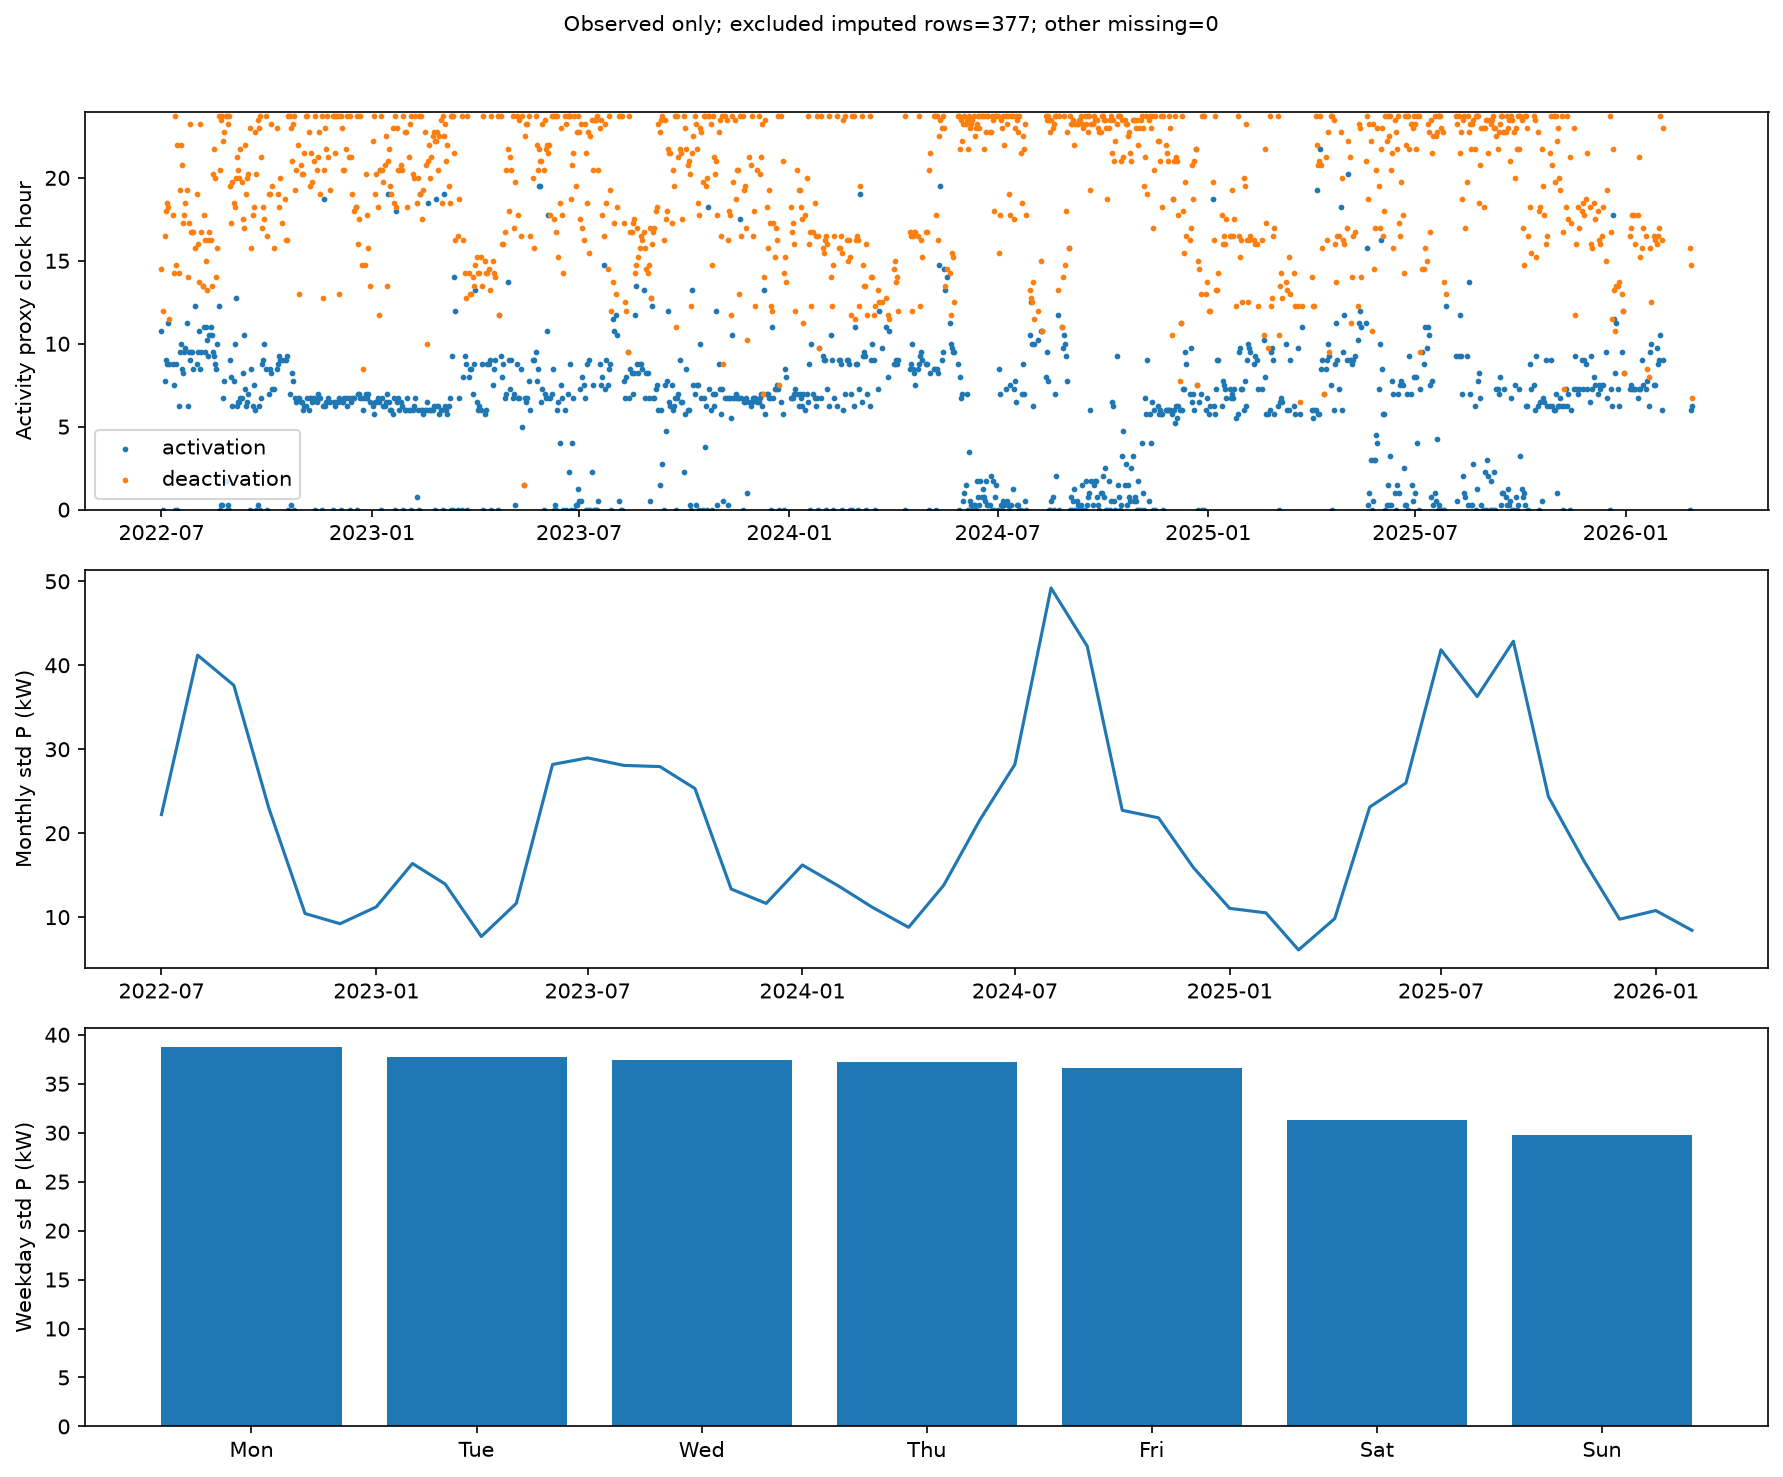 Observed only; excluded imputed rows=377; other missing=0
Activity proxy clock hour
20
15
10
5
0
activation
deactivation
2022-07 2023-01 2023-07 2024-01 2024-07 2025-01 2025-07 2026-01
Monthly std P (kW)
50
40
30
20
10
2022-07 2023-01 2023-07 2024-01 2024-07 2025-01 2025-07 2026-01
Weekday std P (kW)
40
35
30
25
20
15
10
5
0
Mon Tue Wed Thu Fri Sat Sun